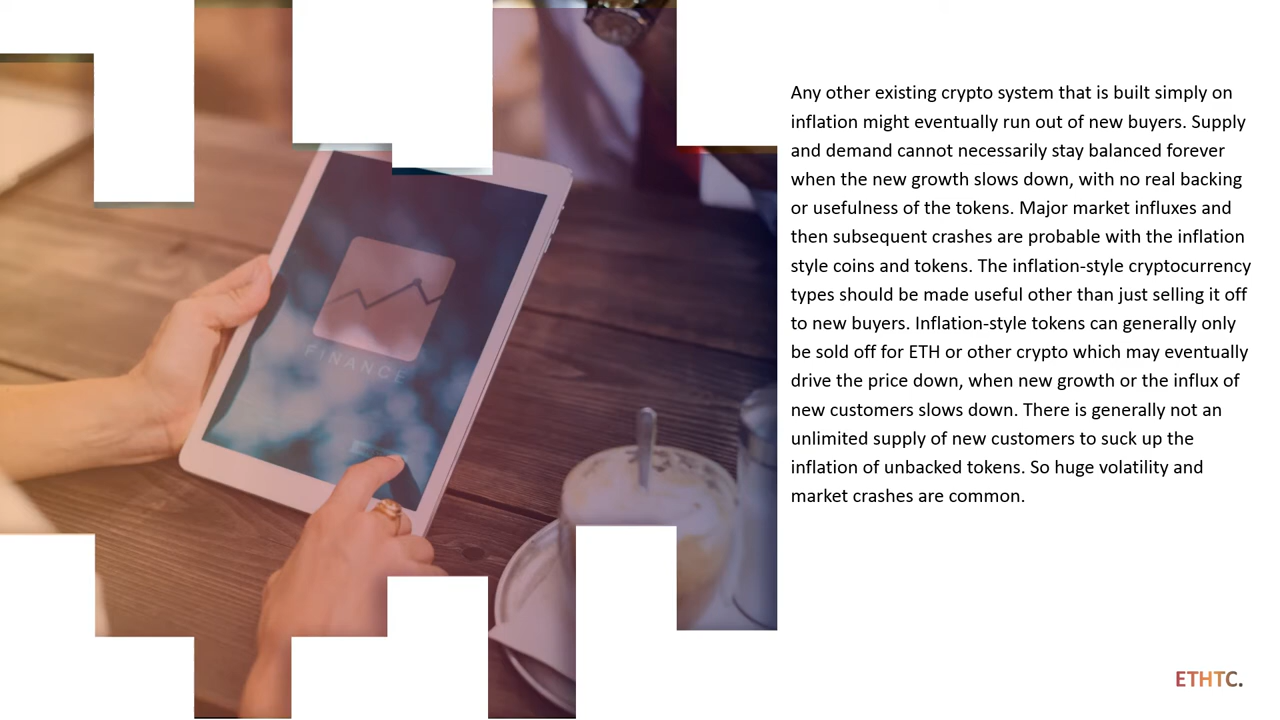 Any other existing crypto system that is built simply on
inflation might eventually run out of new buyers. Supply
and demand cannot necessarily stay balanced forever
when the new growth slows down, with no real backing
or usefulness of the tokens. Major market influxes and
then subsequent crashes are probable with the inflation
style coins and tokens. The inflation-style cryptocurrency
types should be made useful other than just selling it off
to new buyers. Inflation-style tokens can generally only
be sold off for ETH or other crypto which may eventually
drive the price down, when new growth or the influx of
new customers slows down. There is generally not an
unlimited supply of new customers to suck up the
inflation of unbacked tokens. So huge volatility and
market crashes are common.
FINANCE
ETHTC.